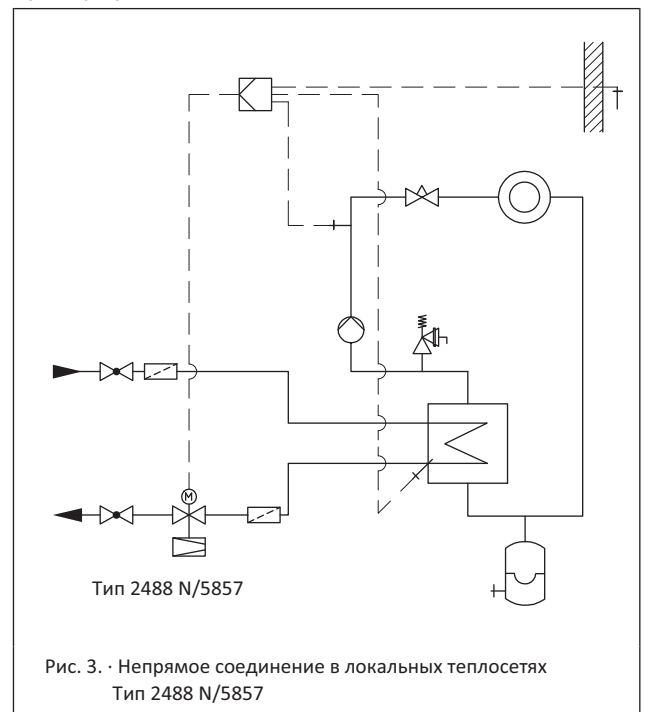 M
Тип 2488 N/5857
Рис. 3. · Непрямое соединение в локальных теплосетях
Тип 2488 N/5857